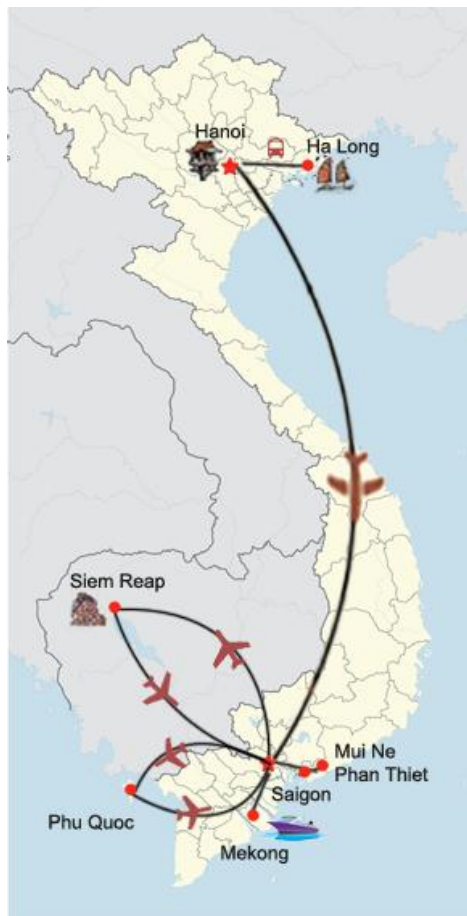 Hanoi
Ha Long
Siem Reap
Mui Ne
Phan Thiet
Saigon
Phu Quoc
Mekong